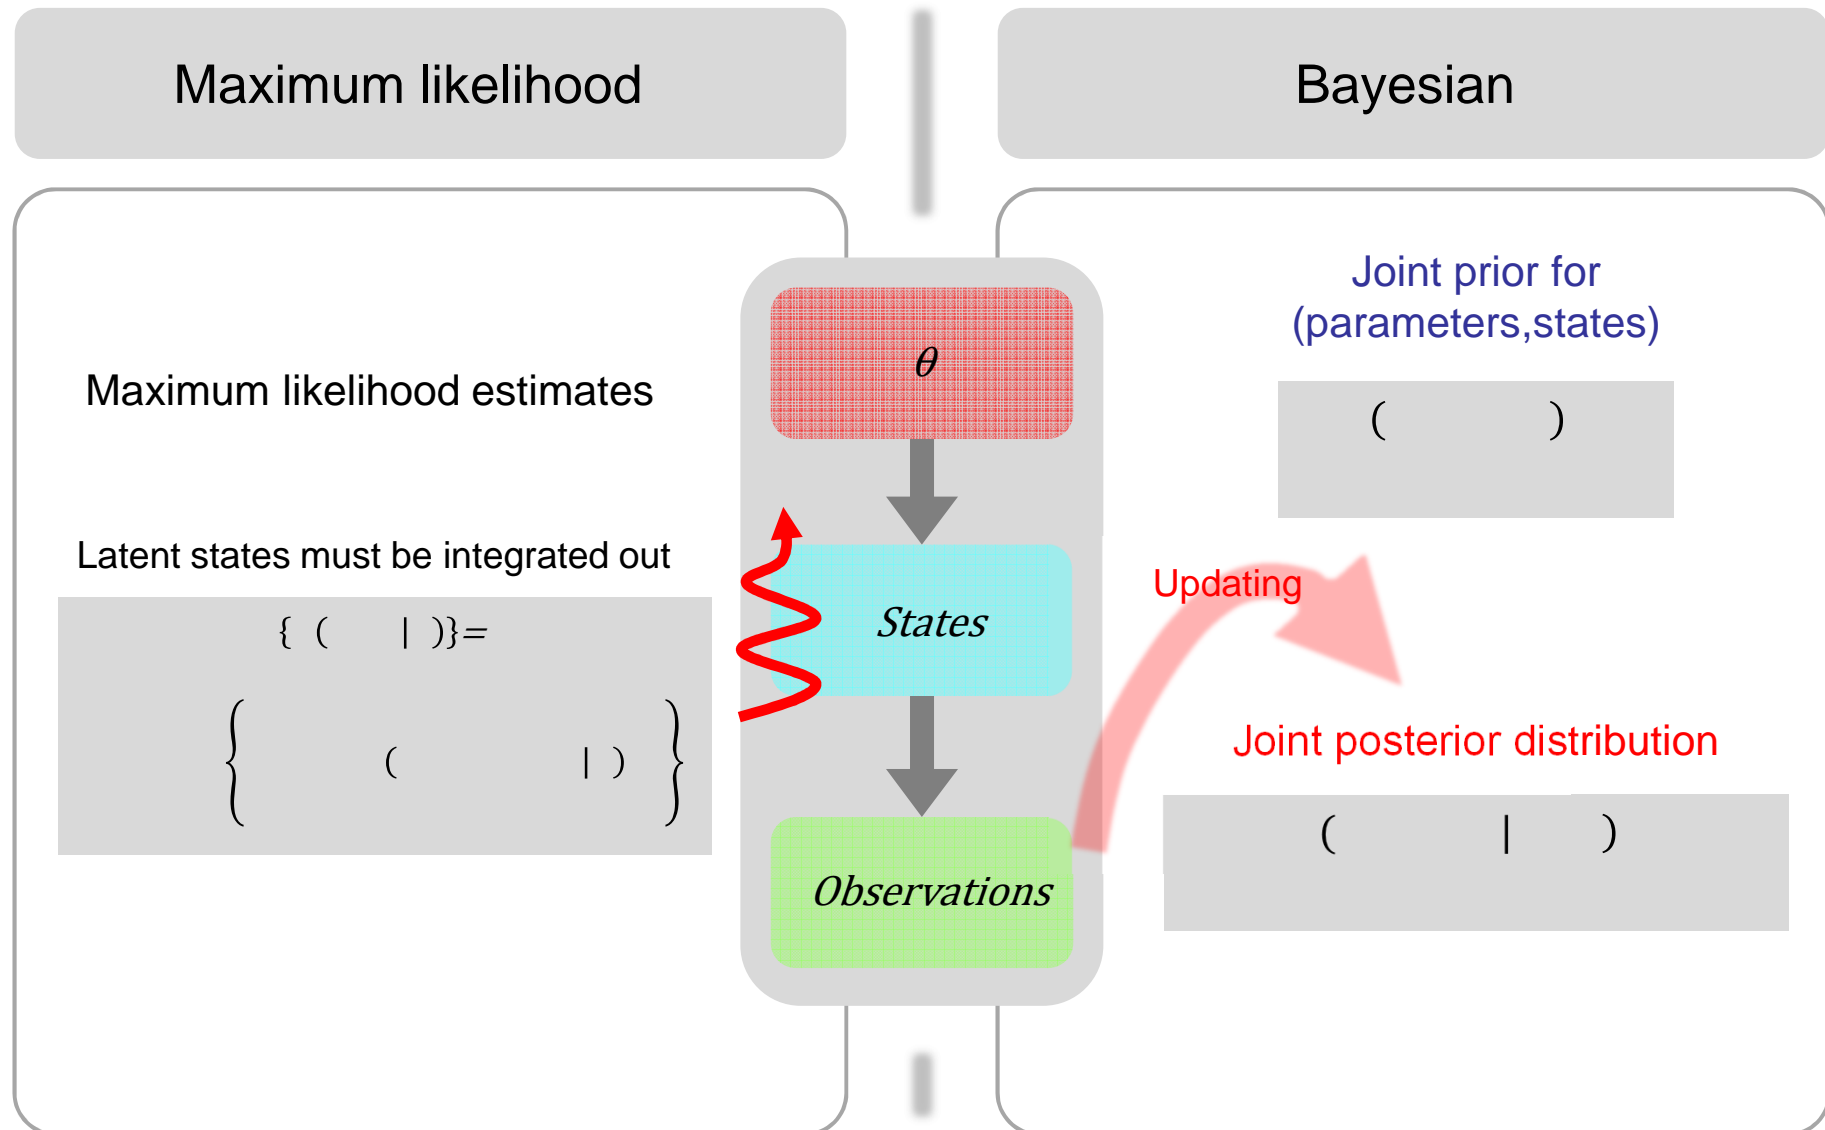 Maximum likelihood
Bayesian
Maximum likelihood estimates
Latent states must be integrated out
{ ( | )}=
{ ( | ) }
θ
States
Observations
Joint prior for
(parameters,states)
( )
Updating
Joint posterior distribution
( | )